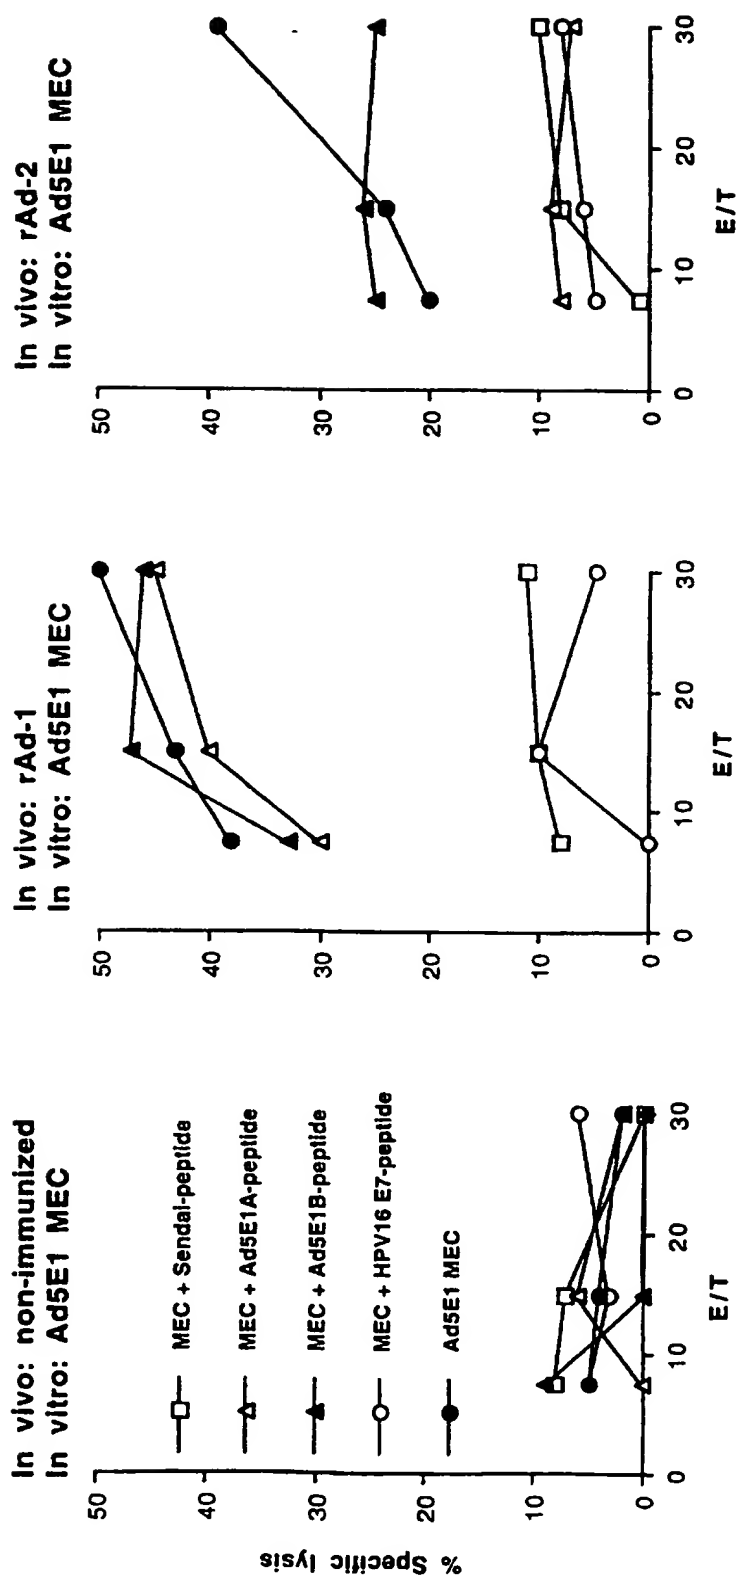 In vivo: non-immunized
In vitro: Ad5E1 MEC
50
40
30
20
10
0
% Specific lysis
MEC + Sendai-peptide
MEC + Ad5E1A-peptide
MEC + Ad5E1B-peptide
MEC + HPV16 E7-peptide
Ad5E1 MEC
0
10
20
30
E/T
In vivo: rAd-1
In vitro: Ad5E1 MEC
50
40
30
20
10
0
0
10
20
30
E/T
In vivo: rAd-2
In vitro: Ad5E1 MEC
50
40
30
20
10
0
0
10
20
30
E/T